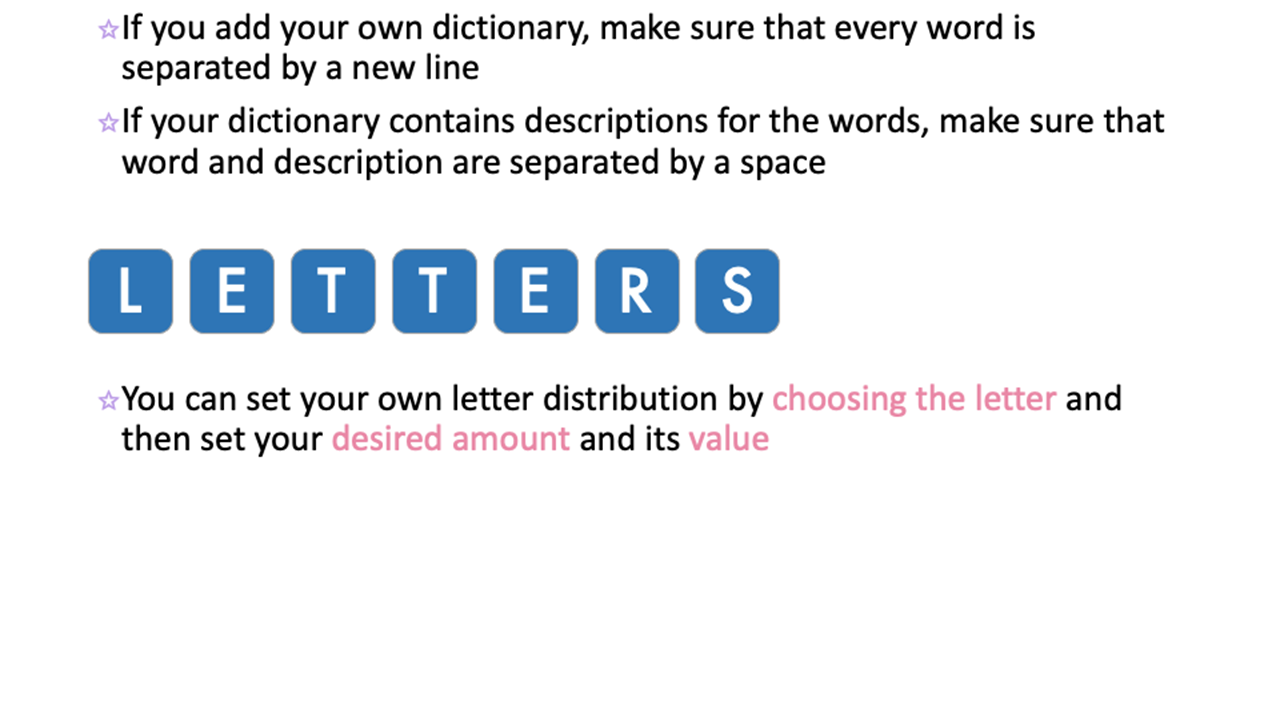 If you add your own dictionary, make sure that every word is
separated by a new line
If your dictionary contains descriptions for the words, make sure that
word and description are separated by a space
LETTERS
You can set your own letter distribution by choosing the letter and
then set your desired amount and its value